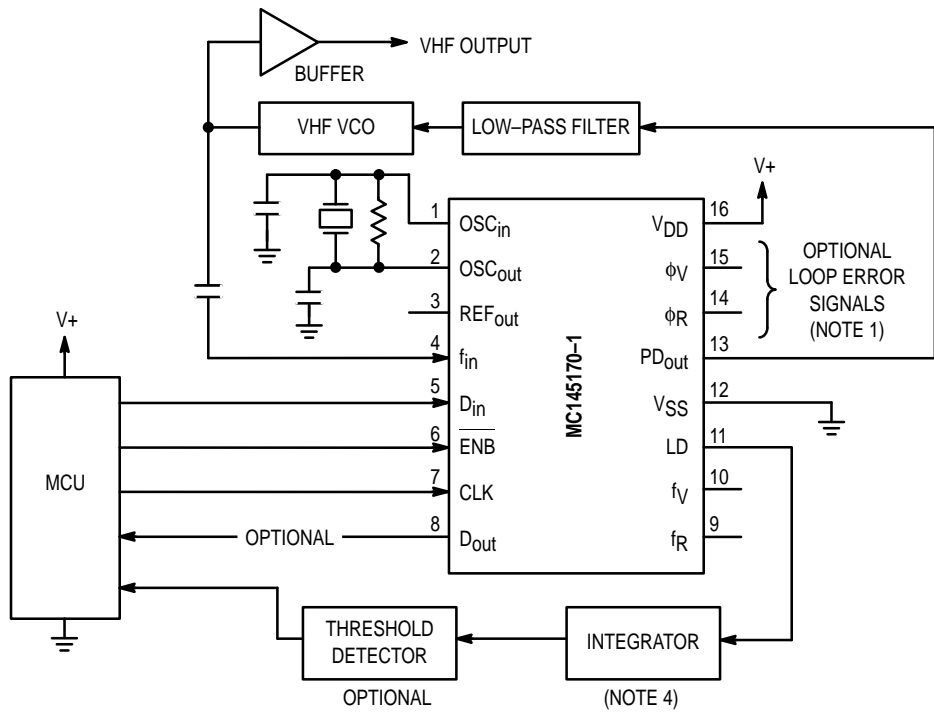 VHF OUTPUT
BUFFER
VHF VCO
LOW–PASS FILTER
V+
1
OSCin
2
OSCout
3
REFout
4
fin
5
Din
6
ENB
7
CLK
8
Dout
MC145170–1
16
VDD
15
ϕV
14
ϕR
13
PDout
12
VSS
11
LD
10
fV
9
fR
OPTIONAL
LOOP ERROR
SIGNALS
(NOTE 1)
V+
MCU
OPTIONAL
THRESHOLD
DETECTOR
OPTIONAL
INTEGRATOR
(NOTE 4)